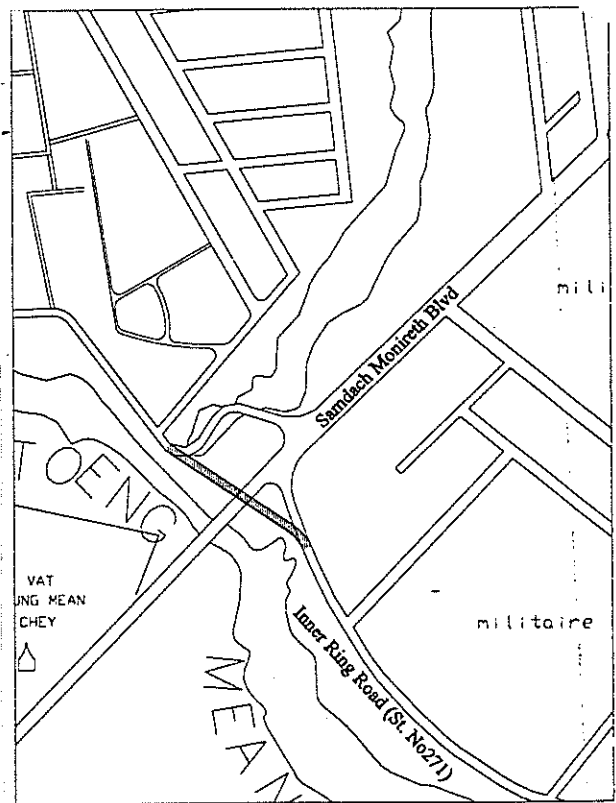 mili
Samdach Monireth Blvd
TOENG
VAT
UNG MEAN
CHEY
militaire
Inner Ring Road (St. No271)
MEAN